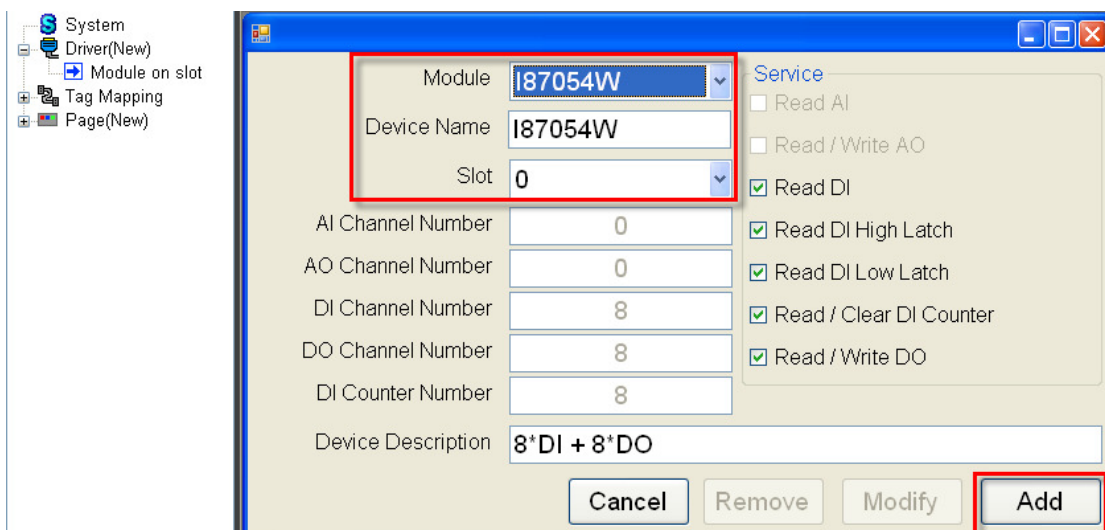 System
Driver(New)
Module on slot
Tag Mapping
Page(New)
Module I87054W
Device Name I87054W
Slot 0
AI Channel Number 0
AO Channel Number 0
DI Channel Number 8
DO Channel Number 8
DI Counter Number 8
Device Description 8*DI + 8*DO
Service
Read AI
Read / Write AO
Read DI
Read DI High Latch
Read DI Low Latch
Read / Clear DI Counter
Read / Write DO
Cancel Remove Modify Add